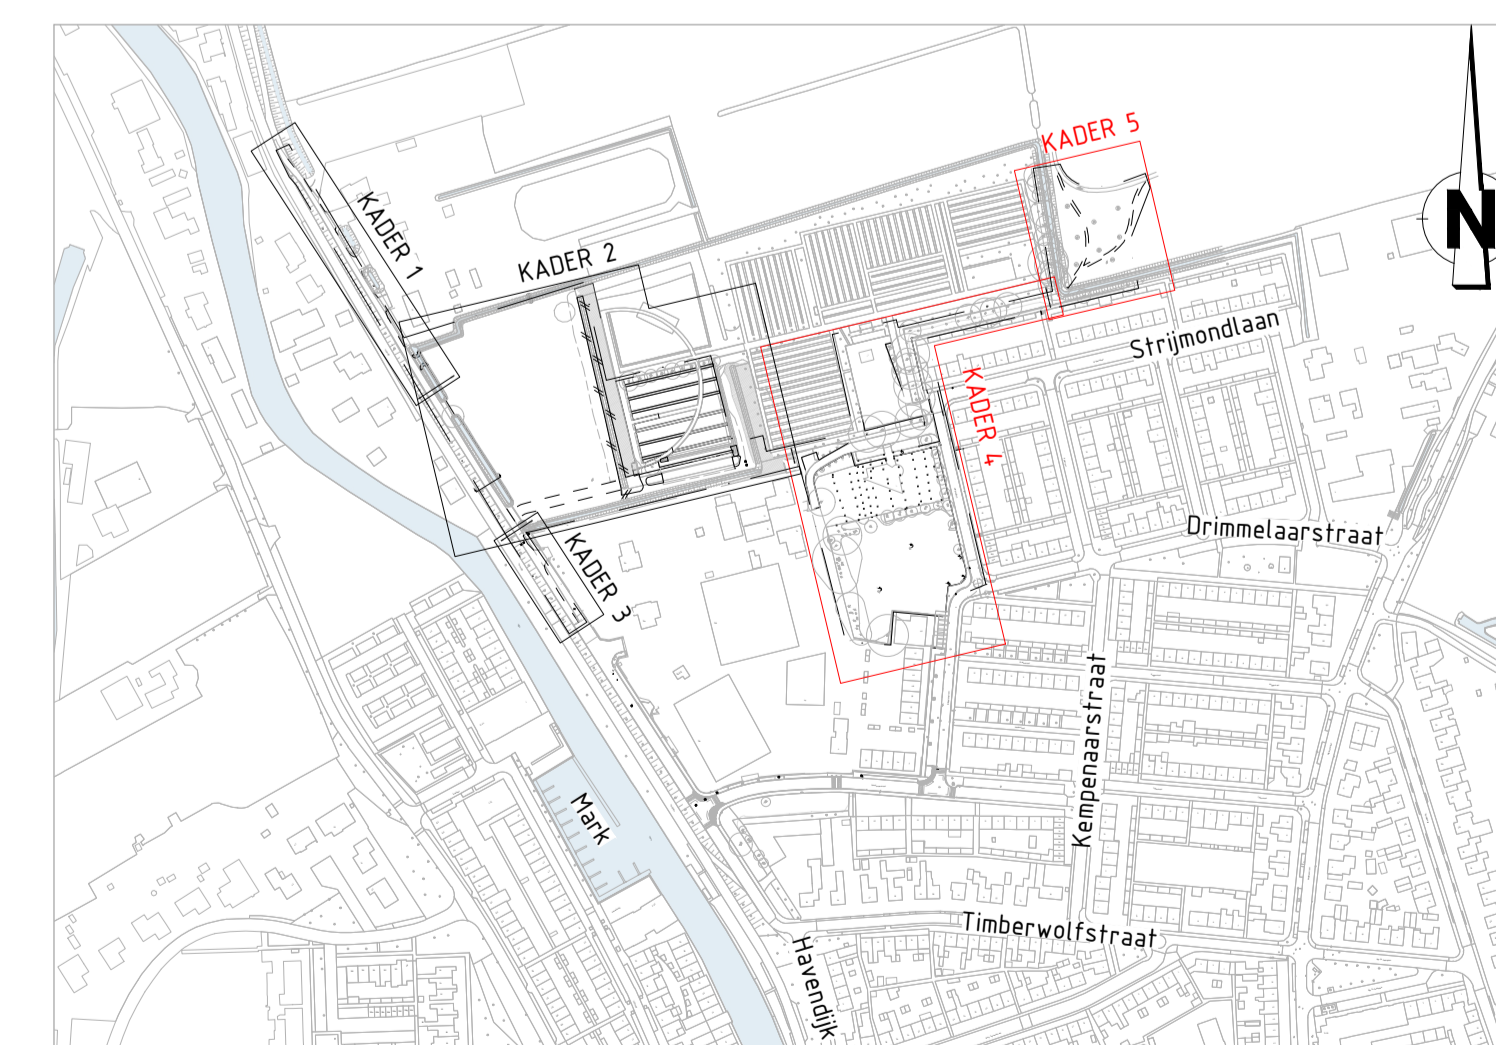 KADER 5
KADER 1
KADER 2
N
Strijmondlaan
KADER 4
Drimmelaarstraat
KADER 3
Kempenaarstraat
Mark
Timberwolfstraat
Havendijk